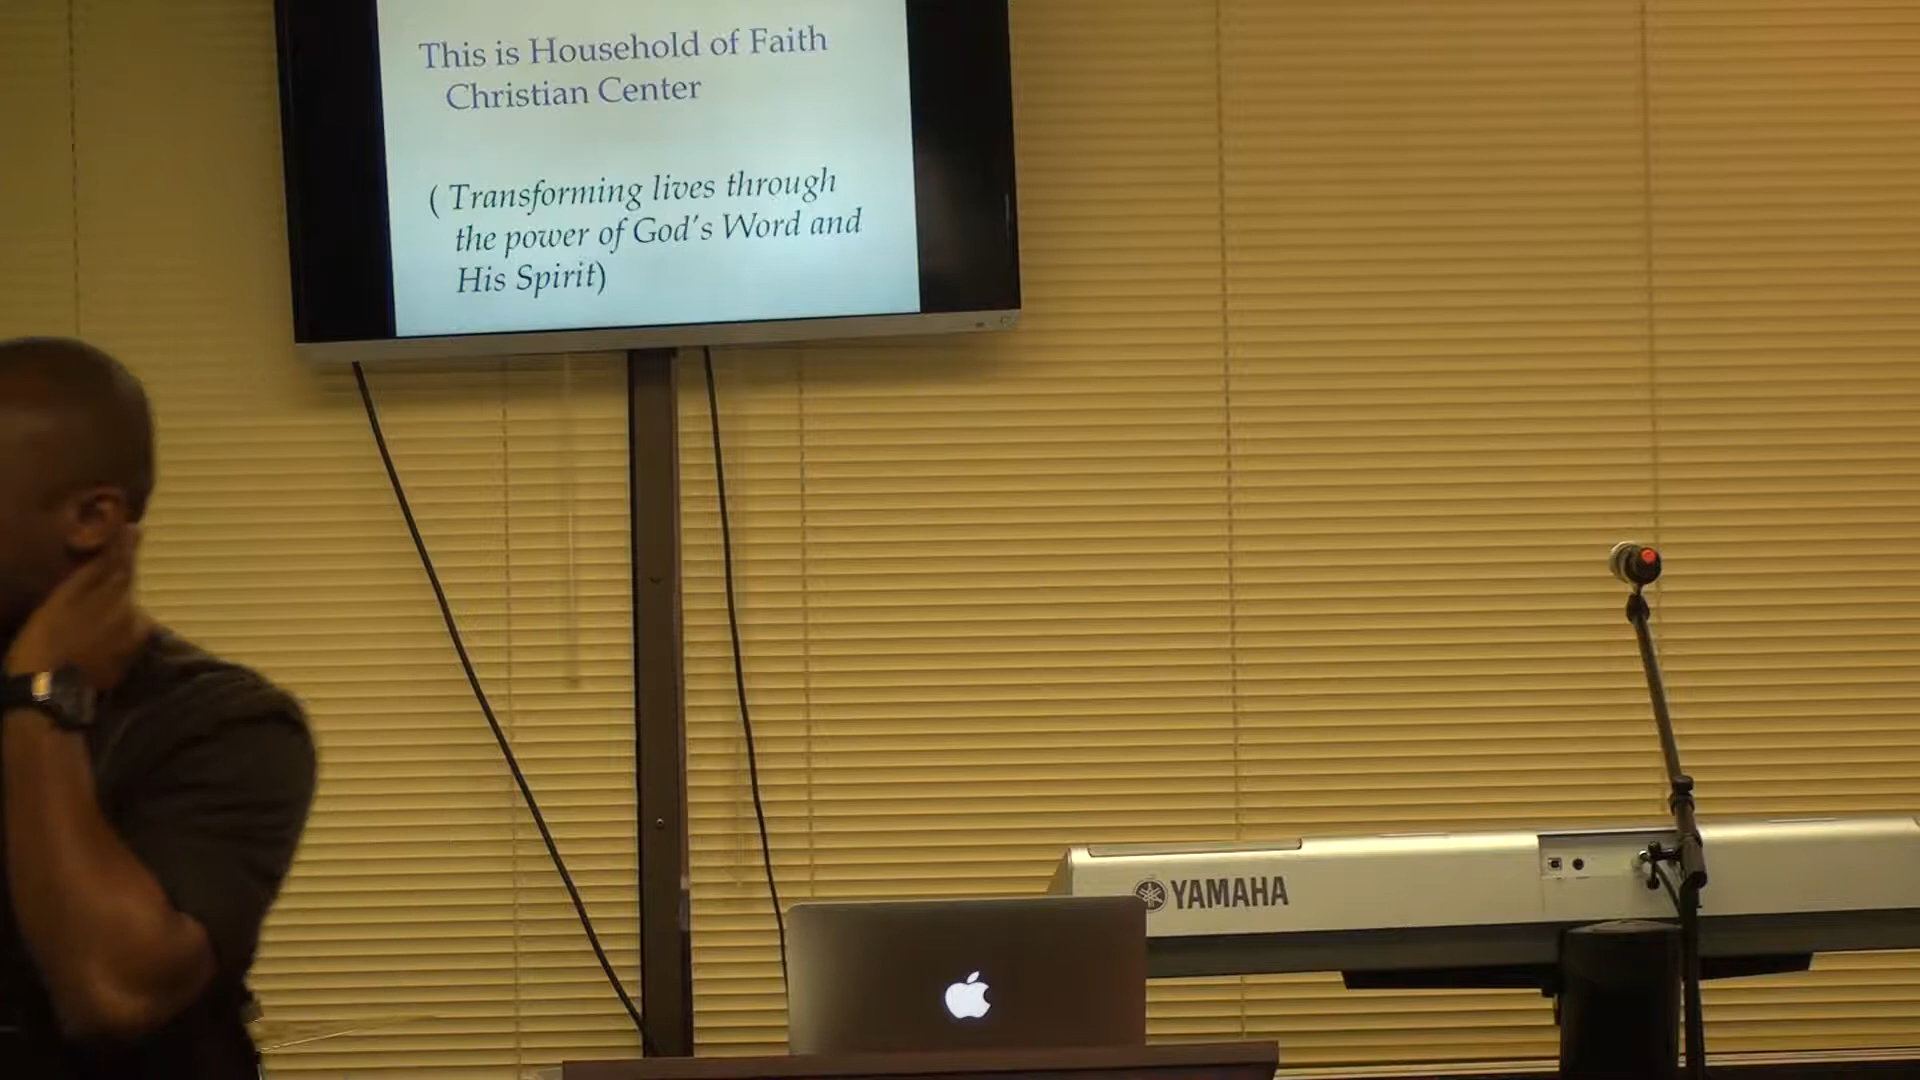 This is Household of Faith
Christian Center
( Transforming lives through
the power of God's Word and
His Spirit)
YAMAHA